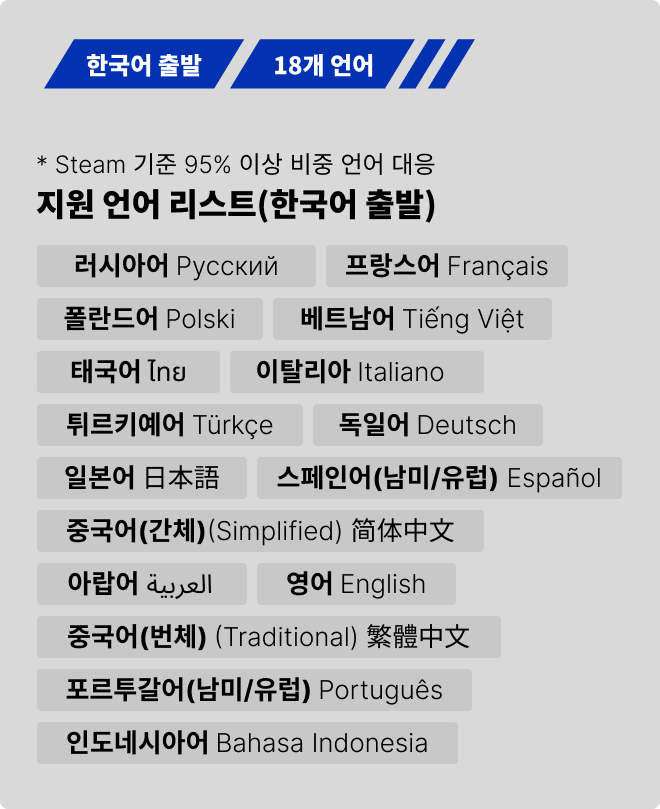 한국어 출발 18개 언어
* Steam 기준 95% 이상 비중 언어 대응
지원 언어 리스트(한국어 출발)
러시아어 Русский 프랑스어 Français
폴란드어 Polski 베트남어 Tiếng Việt
태국어 ไทย 이탈리아 Italiano
튀르키예어 Türkçe 독일어 Deutsch
일본어 日本語 스페인어(남미/유럽) Español
중국어(간체)(Simplified) 简体中文
아랍어 العربية 영어 English
중국어(번체) (Traditional) 繁體中文
포르투갈어(남미/유럽) Português
인도네시아어 Bahasa Indonesia